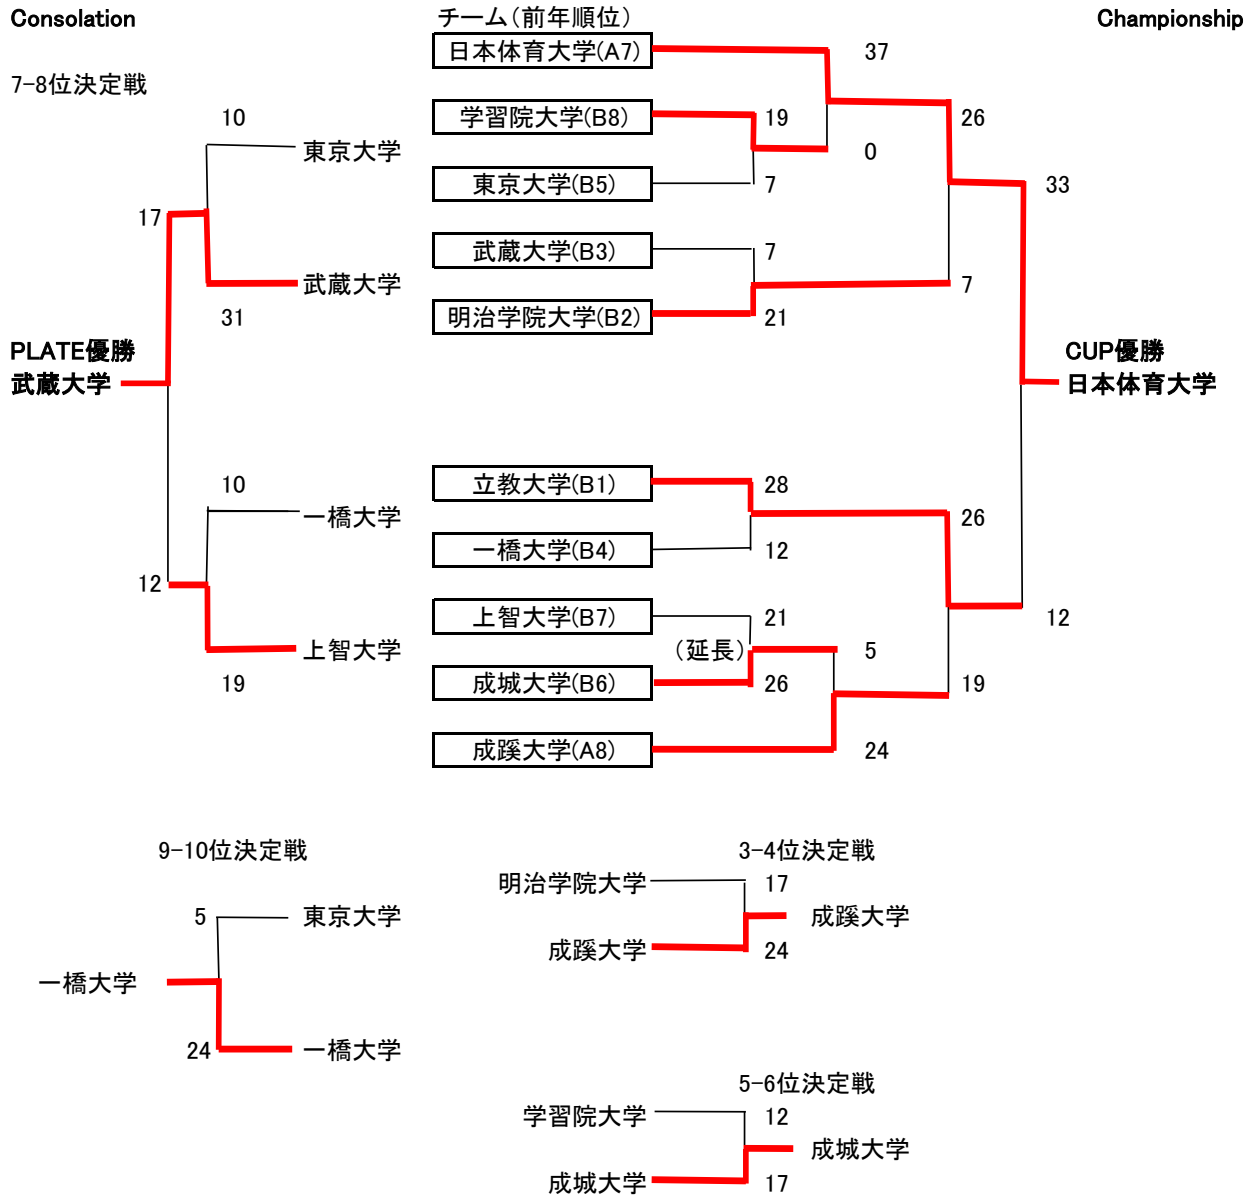 Consolation
チーム(前年順位)
Championship
日本体育大学(A7)
37
7-8位決定戦
10
学習院大学(B8)
19
26
東京大学
0
東京大学(B5)
7
33
17
武蔵大学(B3)
7
武蔵大学
7
31
明治学院大学(B2)
21
PLATE優勝
CUP優勝
武蔵大学
日本体育大学
10
立教大学(B1)
28
一橋大学
26
一橋大学(B4)
12
12
上智大学(B7)
21
12
上智大学
(延長)
5
19
成城大学(B6)
26
19
成蹊大学(A8)
24
9-10位決定戦
3-4位決定戦
明治学院大学
17
5
東京大学
成蹊大学
成蹊大学
24
一橋大学
24
一橋大学
5-6位決定戦
学習院大学
12
成城大学
成城大学
17